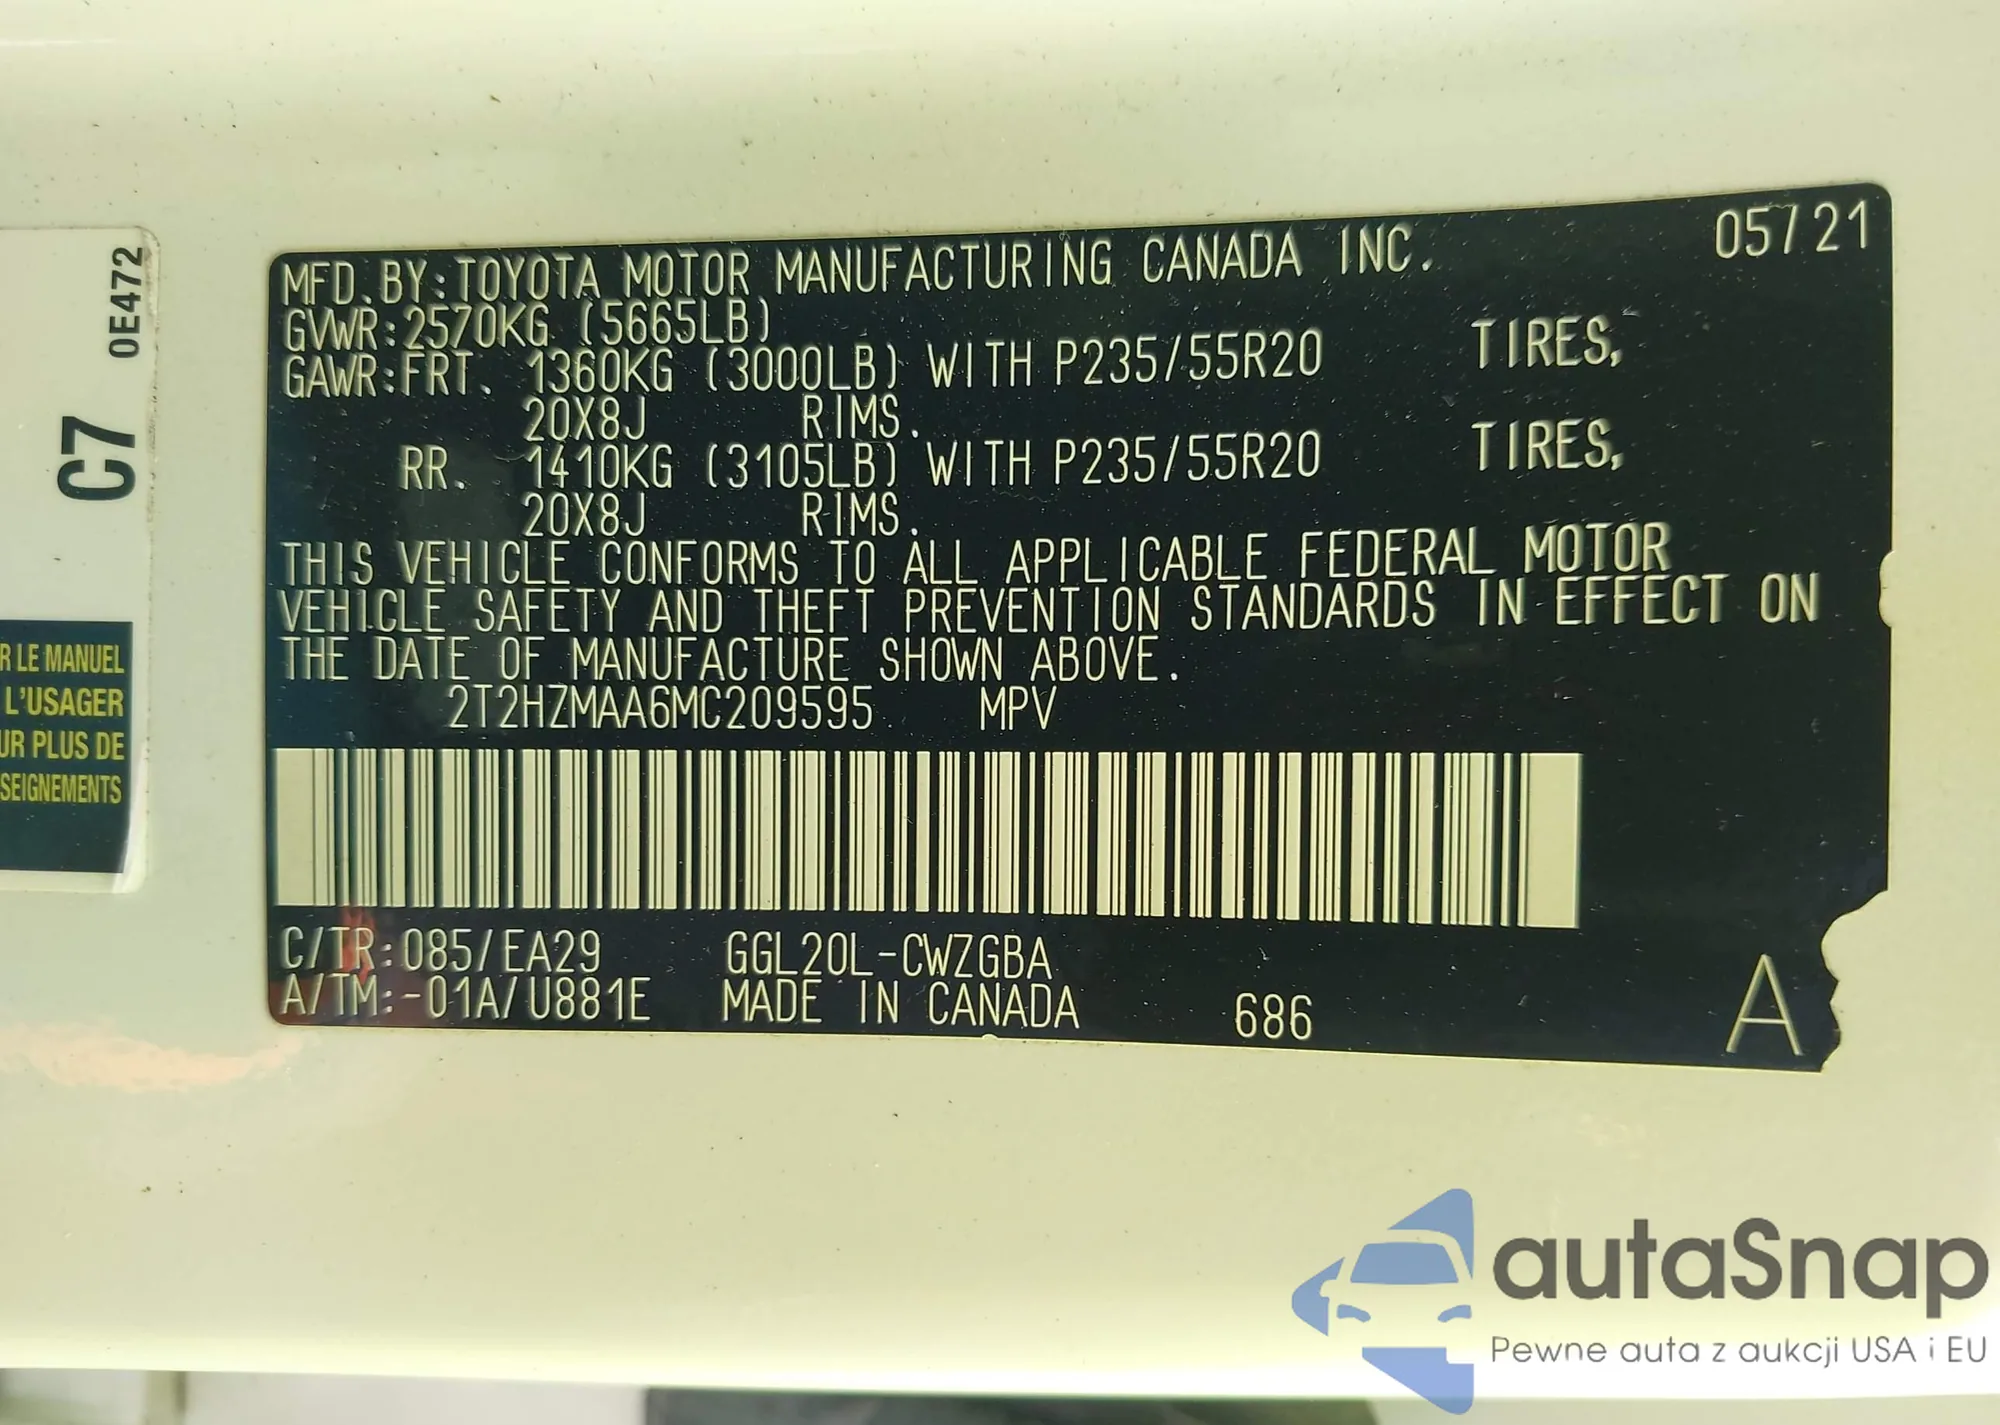 0E472
C7
R LE MANUEL
L'USAGER
UR PLUS DE
SEIGNEMENTS
MFD. BY: TOYOTA MOTOR MANUFACTURING CANADA INC. 05/21
GVWR: 2570KG (5665LB)
GAWR: FRT. 1360KG (3000LB) WITH P235/55R20 TIRES,
20X8J RIMS.
RR. 1410KG (3105LB) WITH P235/55R20 TIRES,
20X8J RIMS.
THIS VEHICLE CONFORMS TO ALL APPLICABLE FEDERAL MOTOR
VEHICLE SAFETY AND THEFT PREVENTION STANDARDS IN EFFECT ON
THE DATE OF MANUFACTURE SHOWN ABOVE.
2T2HZMAA6MC209595 MPV
C/TR: 085/EA29 GGL20L-CWZGBA
A/TM: -01A/U881E MADE IN CANADA 686 A
autaSnap
Pewne auta z aukcji USA i EU